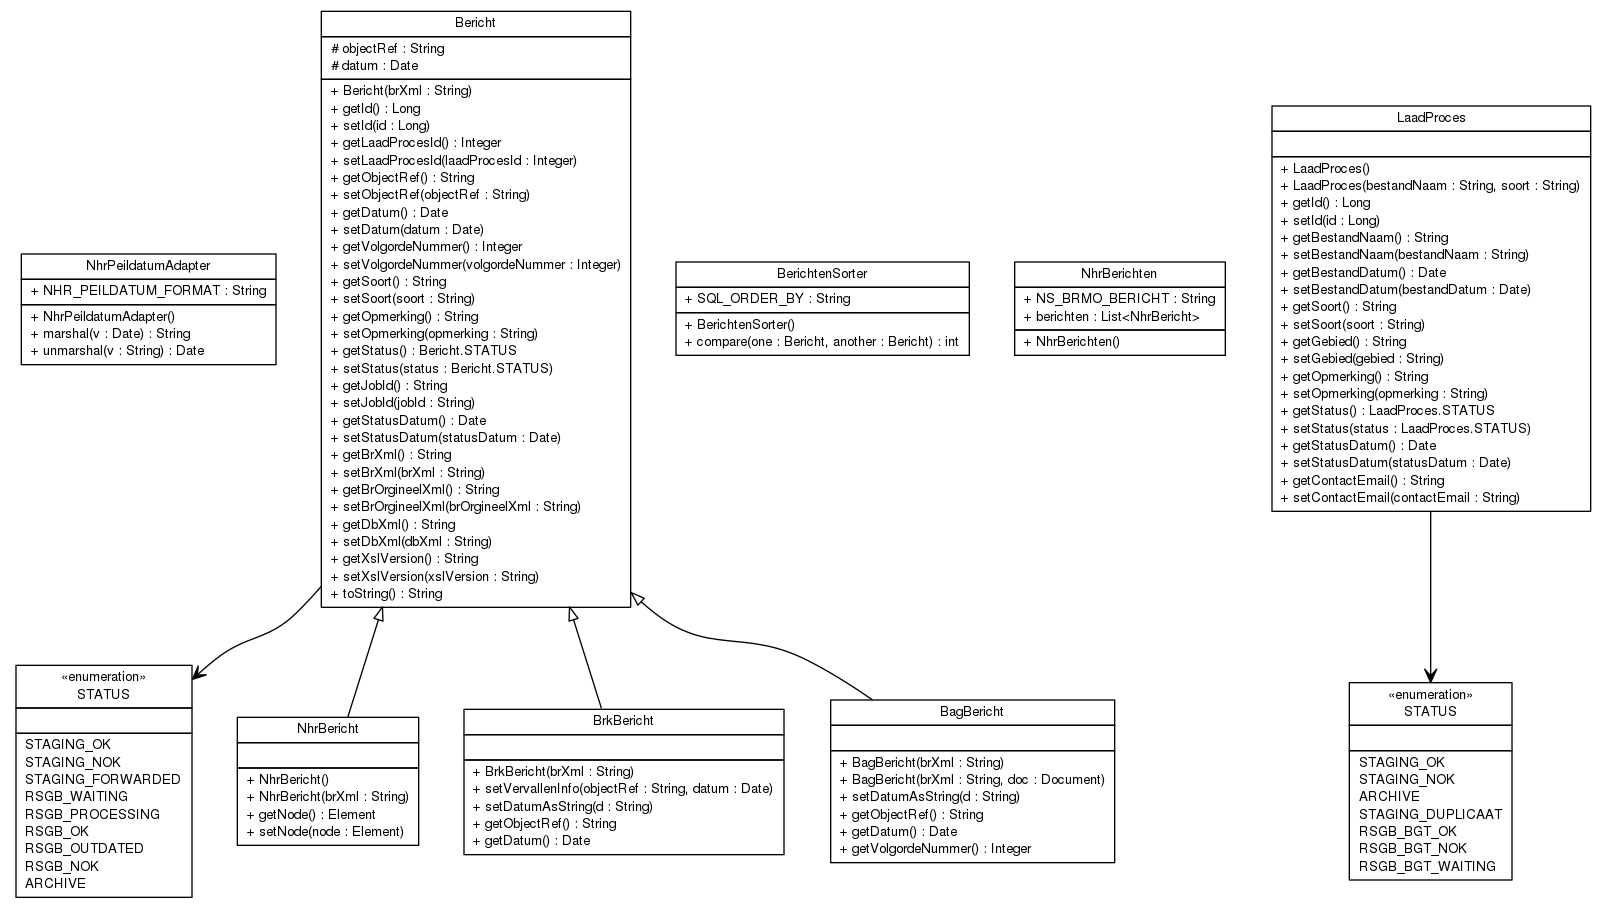 Bericht
# objectRef : String
# datum : Date
+ Bericht(brXml : String)
+ getId() : Long
+ setId(id : Long)
+ getLaadProcesId() : Integer
+ setLaadProcesId(laadProcesId : Integer)
+ getObjectRef() : String
+ setObjectRef(objectRef : String)
+ getDatum() : Date
+ setDatum(datum : Date)
+ getVolgordeNummer() : Integer
+ setVolgordeNummer(volgordeNummer : Integer)
+ getSoort() : String
+ setSoort(soort : String)
+ getOpmerking() : String
+ setOpmerking(opmerking : String)
+ getStatus() : Bericht.STATUS
+ setStatus(status : Bericht.STATUS)
+ getJobId() : String
+ setJobId(jobId : String)
+ getStatusDatum() : Date
+ setStatusDatum(statusDatum : Date)
+ getBrXml() : String
+ setBrXml(brXml : String)
+ getBrOrgineelXml() : String
+ setBrOrgineelXml(brOrgineelXml : String)
+ getDbXml() : String
+ setDbXml(dbXml : String)
+ getXslVersion() : String
+ setXslVersion(xslVersion : String)
+ toString() : String
NhrPeildatumAdapter
+ NHR_PEILDATUM_FORMAT : String
+ NhrPeildatumAdapter()
+ marshal(v : Date) : String
+ unmarshal(v : String) : Date
BerichtenSorter
+ SQL_ORDER_BY : String
+ BerichtenSorter()
+ compare(one : Bericht, another : Bericht) : int
NhrBerichten
+ NS_BRMO_BERICHT : String
+ berichten : List<NhrBericht>
+ NhrBerichten()
LaadProces
+ LaadProces()
+ LaadProces(bestandNaam : String, soort : String)
+ getId() : Long
+ setId(id : Long)
+ getBestandNaam() : String
+ setBestandNaam(bestandNaam : String)
+ getBestandDatum() : Date
+ setBestandDatum(bestandDatum : Date)
+ getSoort() : String
+ setSoort(soort : String)
+ getGebied() : String
+ setGebied(gebied : String)
+ getOpmerking() : String
+ setOpmerking(opmerking : String)
+ getStatus() : LaadProces.STATUS
+ setStatus(status : LaadProces.STATUS)
+ getStatusDatum() : Date
+ setStatusDatum(statusDatum : Date)
+ getContactEmail() : String
+ setContactEmail(contactEmail : String)
«enumeration»
STATUS
STAGING_OK
STAGING_NOK
STAGING_FORWARDED
RSGB_WAITING
RSGB_PROCESSING
RSGB_OK
RSGB_OUTDATED
RSGB_NOK
ARCHIVE
NhrBericht
+ NhrBericht()
+ NhrBericht(brXml : String)
+ getNode() : Element
+ setNode(node : Element)
BrkBericht
+ BrkBericht(brXml : String)
+ setVervallenInfo(objectRef : String, datum : Date)
+ setDatumAsString(d : String)
+ getObjectRef() : String
+ getDatum() : Date
BagBericht
+ BagBericht(brXml : String)
+ BagBericht(brXml : String, doc : Document)
+ setDatumAsString(d : String)
+ getObjectRef() : String
+ getDatum() : Date
+ getVolgordeNummer() : Integer
«enumeration»
STATUS
STAGING_OK
STAGING_NOK
ARCHIVE
STAGING_DUPLICAAT
RSGB_BGT_OK
RSGB_BGT_NOK
RSGB_BGT_WAITING